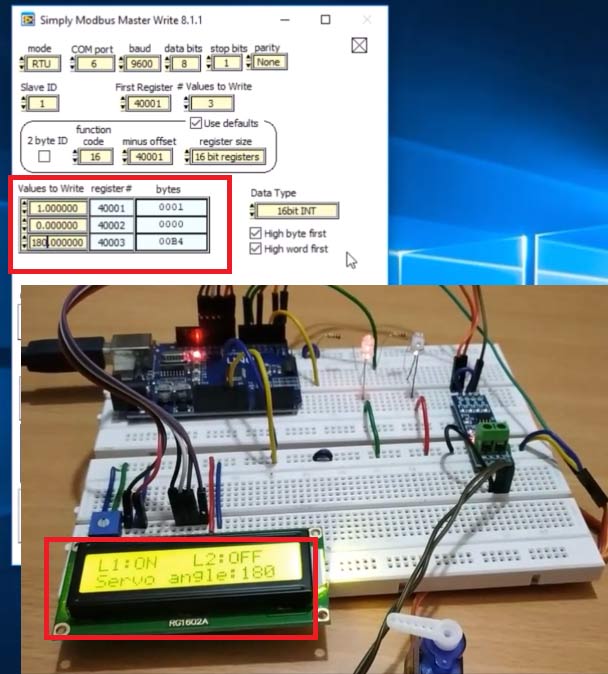 Simply Modbus Master Write 8.1.1
mode COM port baud data bits stop bits parity
RTU 6 9600 8 1 None
Slave ID First Register # Values to Write
1 40001 3
Use defaults
2 byte ID function code minus offset register size
16 40001 16 bit registers
Values to Write register# bytes Data Type
1.000000 40001 0001 16bit INT
0.000000 40002 0000 High byte first
180.000000 40003 00B4 High word first
L1:ON L2:OFF
Servo angle:180
RG1602A